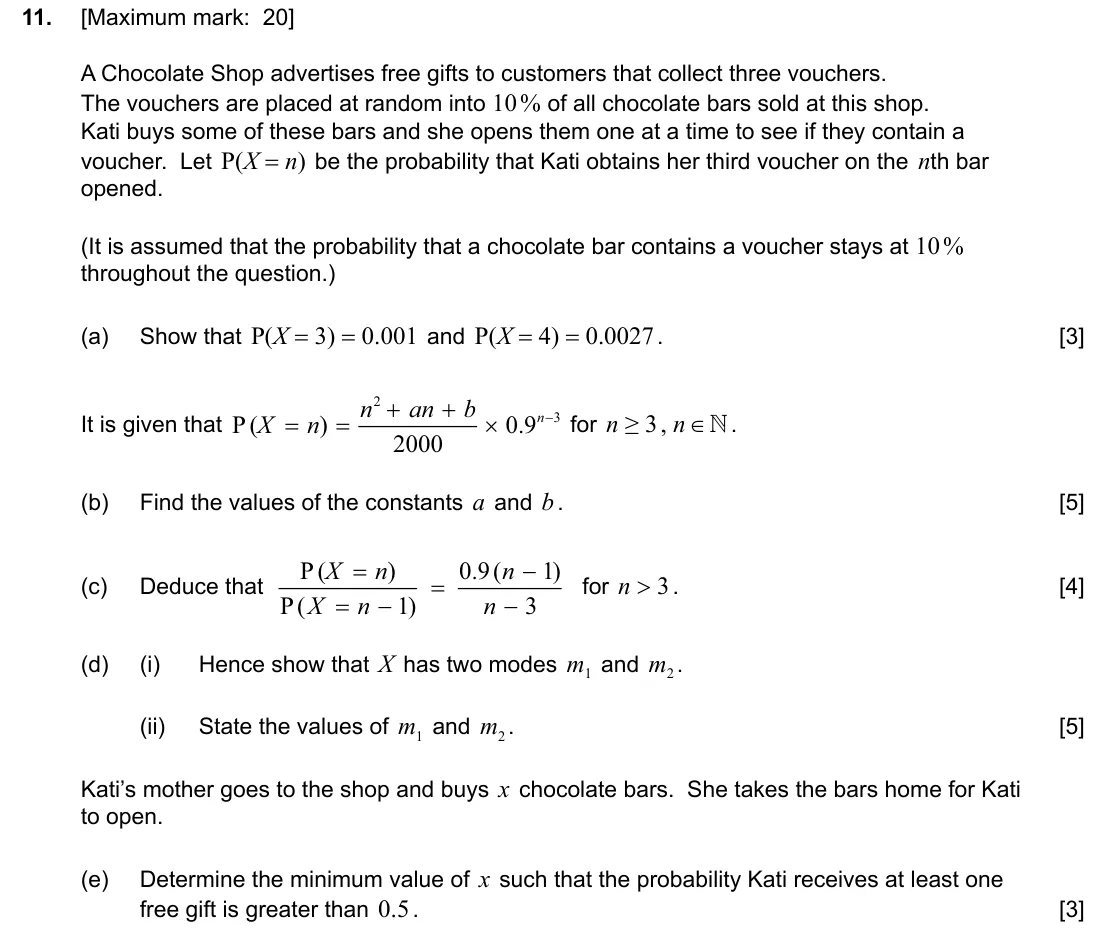 11. [Maximum mark: 20]
A Chocolate Shop advertises free gifts to customers that collect three vouchers.
The vouchers are placed at random into 10% of all chocolate bars sold at this shop.
Kati buys some of these bars and she opens them one at a time to see if they contain a
voucher. Let P(X = n) be the probability that Kati obtains her third voucher on the nth bar
opened.
(It is assumed that the probability that a chocolate bar contains a voucher stays at 10%
throughout the question.)
(a) Show that P(X = 3) = 0.001 and P(X = 4) = 0.0027. [3]
It is given that P(X = n) = (n² + an + b)/2000 × 0.9ⁿ⁻³ for n ≥ 3, n ∈ ℕ.
(b) Find the values of the constants a and b. [5]
(c) Deduce that P(X = n)/P(X = n − 1) = 0.9(n − 1)/(n − 3) for n > 3. [4]
(d) (i) Hence show that X has two modes m₁ and m₂.
(ii) State the values of m₁ and m₂. [5]
Kati's mother goes to the shop and buys x chocolate bars. She takes the bars home for Kati
to open.
(e) Determine the minimum value of x such that the probability Kati receives at least one
free gift is greater than 0.5. [3]